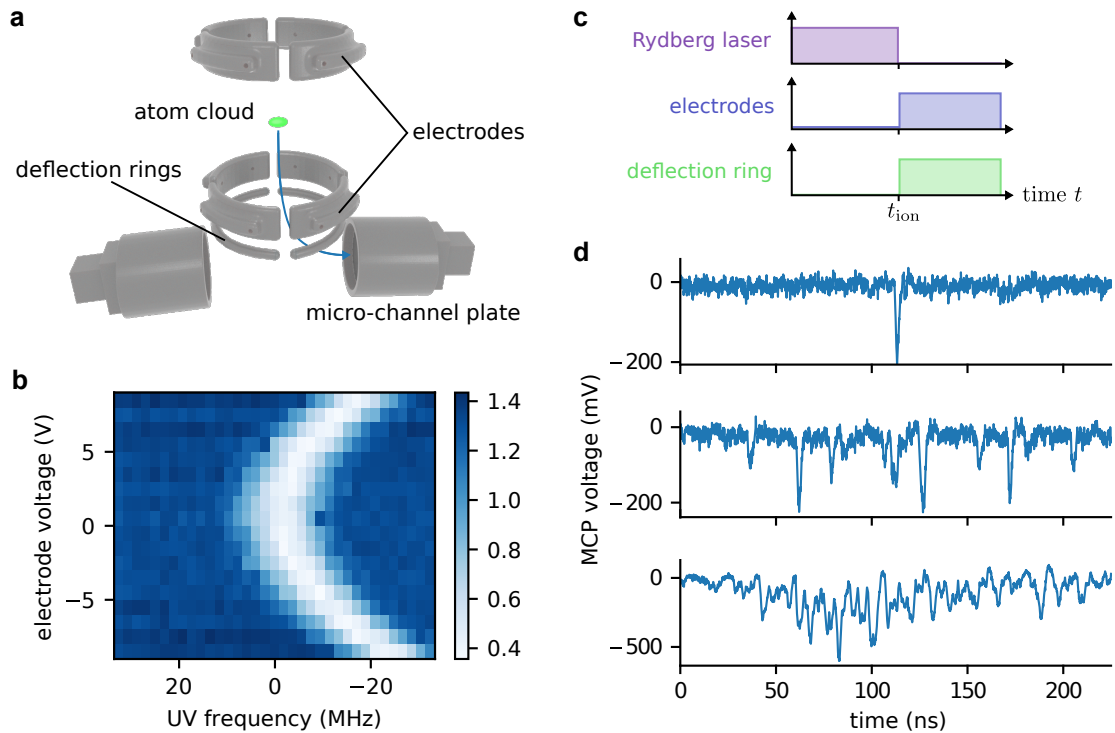 a
atom cloud
electrodes
deflection rings
micro-channel plate
b
electrode voltage (V)
5
0
−5
20
0
−20
UV frequency (MHz)
1.4
1.2
1.0
0.8
0.6
0.4
c
Rydberg laser
electrodes
deflection ring
time t
t_ion
d
MCP voltage (mV)
0
−200
0
−200
0
−500
0
50
100
150
200
time (ns)